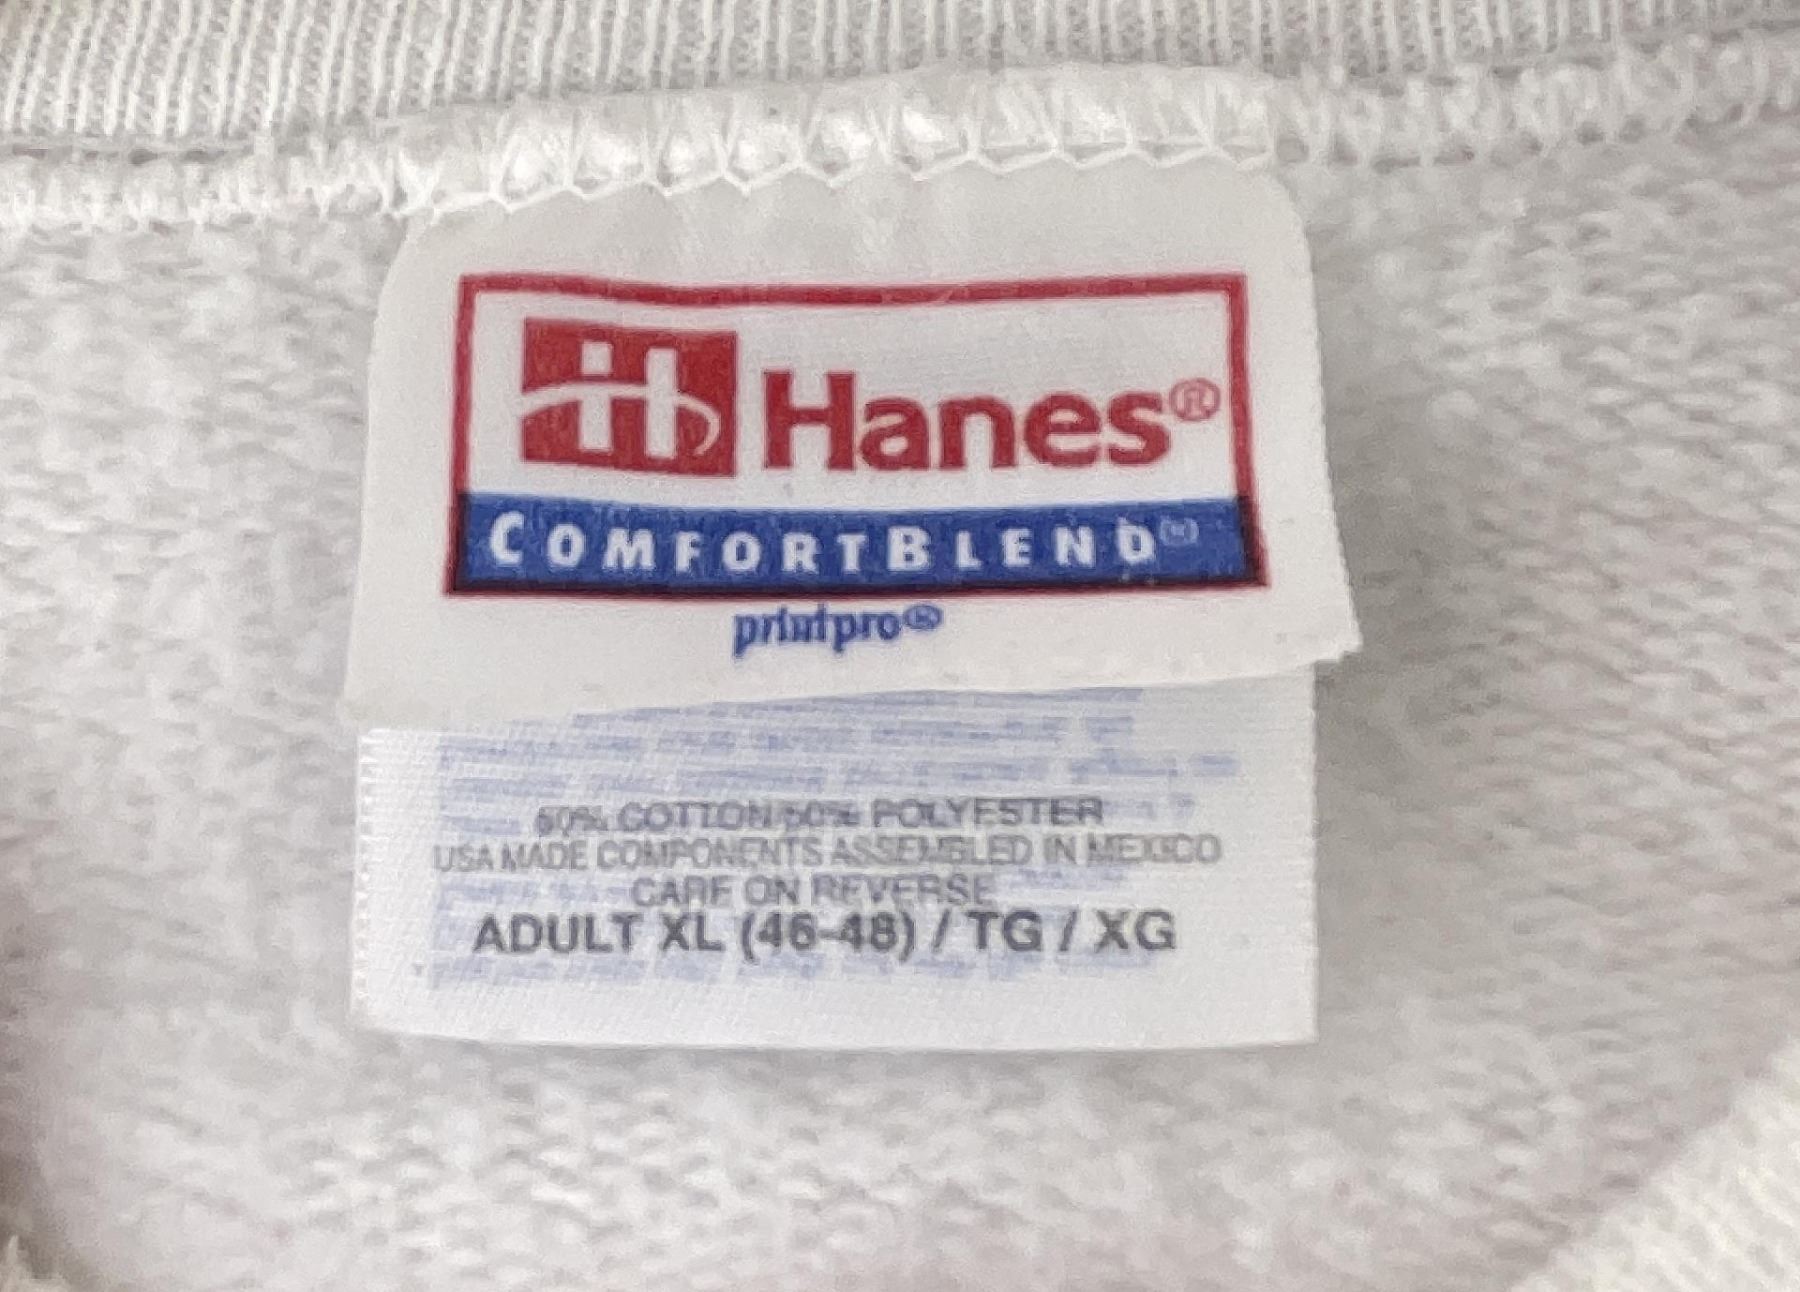 Hanes®
COMFORTBLEND®
printpro®
50% COTTON/50% POLYESTER
USA MADE COMPONENTS ASSEMBLED IN MEXICO
CARE ON REVERSE
ADULT XL (46-48) / TG / XG